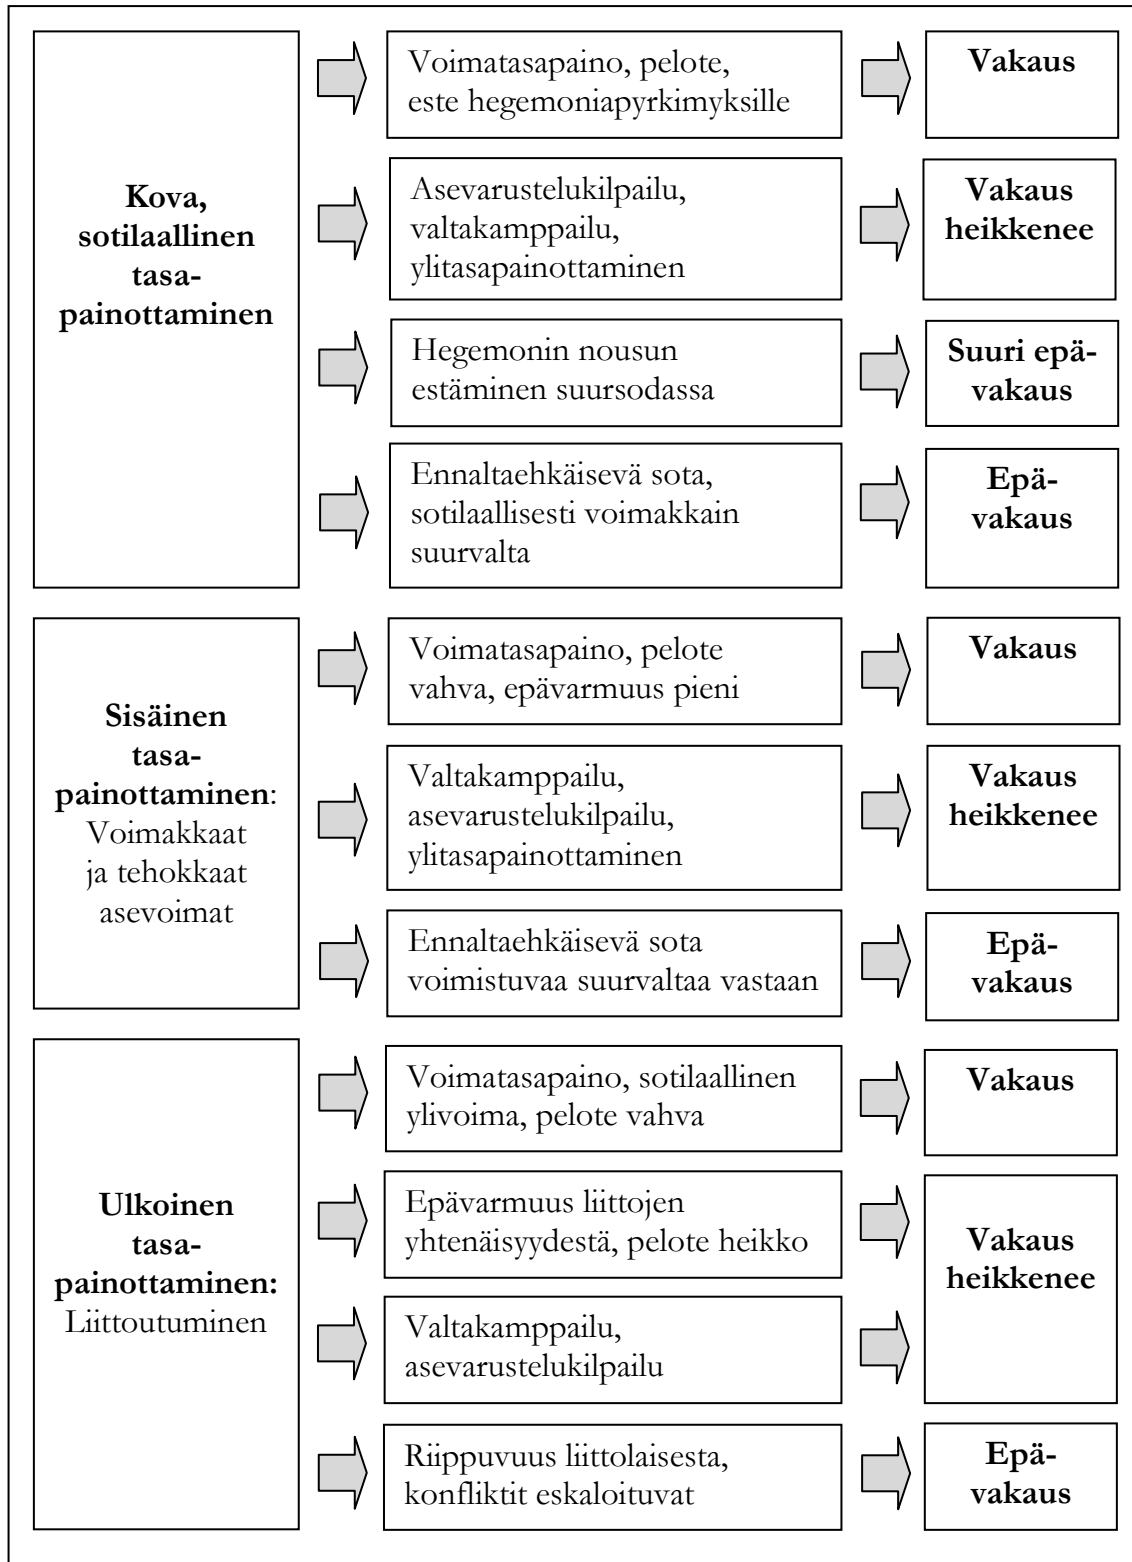 Kova,
sotilaallinen
tasa-
painottaminen
Voimatasapaino, pelote,
este hegemoniapyrkimyksille
Vakaus
Asevarustelukilpailu,
valtakamppailu,
ylitasapainottaminen
Vakaus
heikkenee
Hegemonin nousun
estäminen suursodassa
Suuri epä-
vakaus
Ennaltaehkäisevä sota,
sotilaallisesti voimakkain
suurvalta
Epä-
vakaus
Sisäinen
tasa-
painottaminen:
Voimakkaat
ja tehokkaat
asevoimat
Voimatasapaino, pelote
vahva, epävarmuus pieni
Vakaus
Valtakamppailu,
asevarustelukilpailu,
ylitasapainottaminen
Vakaus
heikkenee
Ennaltaehkäisevä sota
voimistuvaa suurvaltaa vastaan
Epä-
vakaus
Ulkoinen
tasa-
painottaminen:
Liittoutuminen
Voimatasapaino, sotilaallinen
ylivoima, pelote vahva
Vakaus
Epävarmuus liittojen
yhtenäisyydestä, pelote heikko
Vakaus
heikkenee
Valtakamppailu,
asevarustelukilpailu
Riippuvuus liittolaisesta,
konfliktit eskaloituvat
Epä-
vakaus